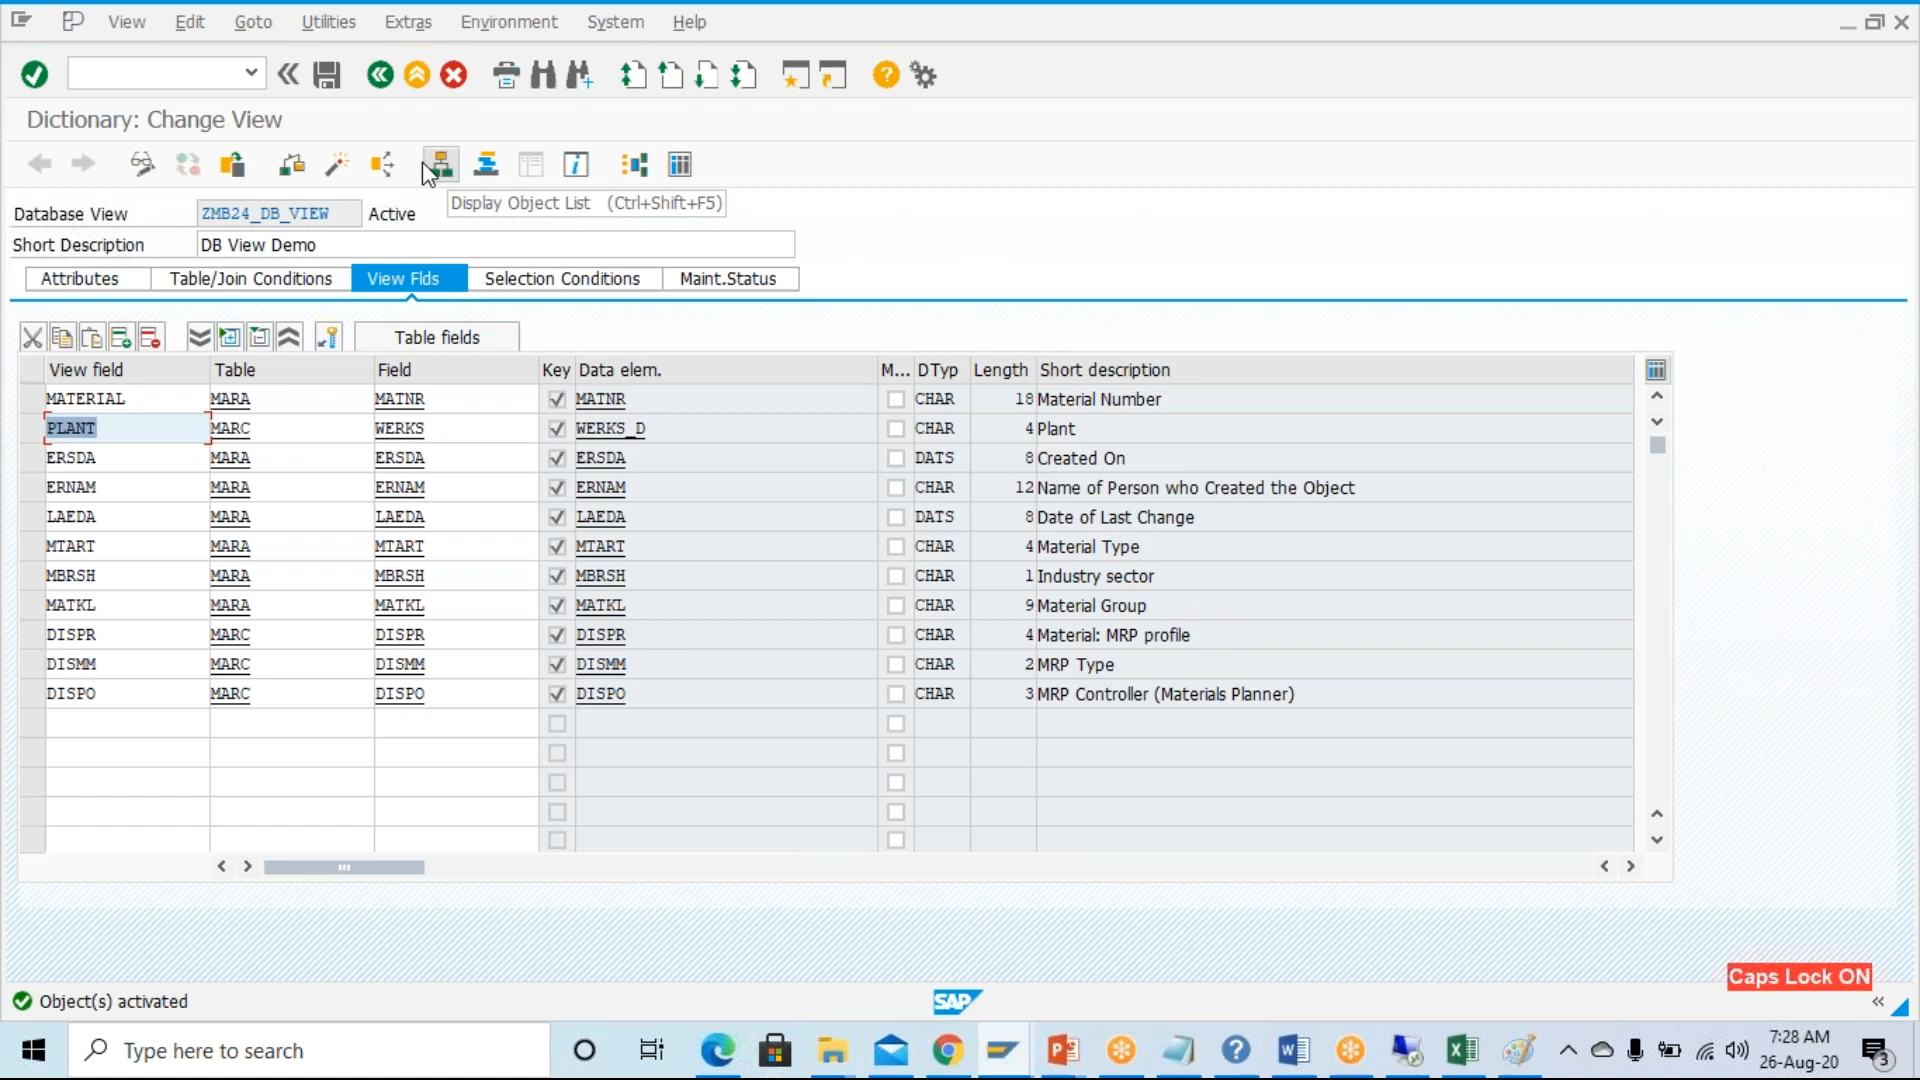 View Edit Goto Utilities Extras Environment System Help
Dictionary: Change View
Display Object List (Ctrl+Shift+F5)
Database View ZMB24_DB_VIEW Active
Short Description DB View Demo
Attributes Table/Join Conditions View Flds Selection Conditions Maint.Status
Table fields
View field Table Field Key Data elem. M... DTyp Length Short description
MATERIAL MARA MATNR MATNR CHAR 18 Material Number
PLANT MARC WERKS WERKS_D CHAR 4 Plant
ERSDA MARA ERSDA ERSDA DATS 8 Created On
ERNAM MARA ERNAM ERNAM CHAR 12 Name of Person who Created the Object
LAEDA MARA LAEDA LAEDA DATS 8 Date of Last Change
MTART MARA MTART MTART CHAR 4 Material Type
MBRSH MARA MBRSH MBRSH CHAR 1 Industry sector
MATKL MARA MATKL MATKL CHAR 9 Material Group
DISPR MARC DISPR DISPR CHAR 4 Material: MRP profile
DISMM MARC DISMM DISMM CHAR 2 MRP Type
DISPO MARC DISPO DISPO CHAR 3 MRP Controller (Materials Planner)
Caps Lock ON
Object(s) activated SAP
Type here to search
7:28 AM
26-Aug-20
3